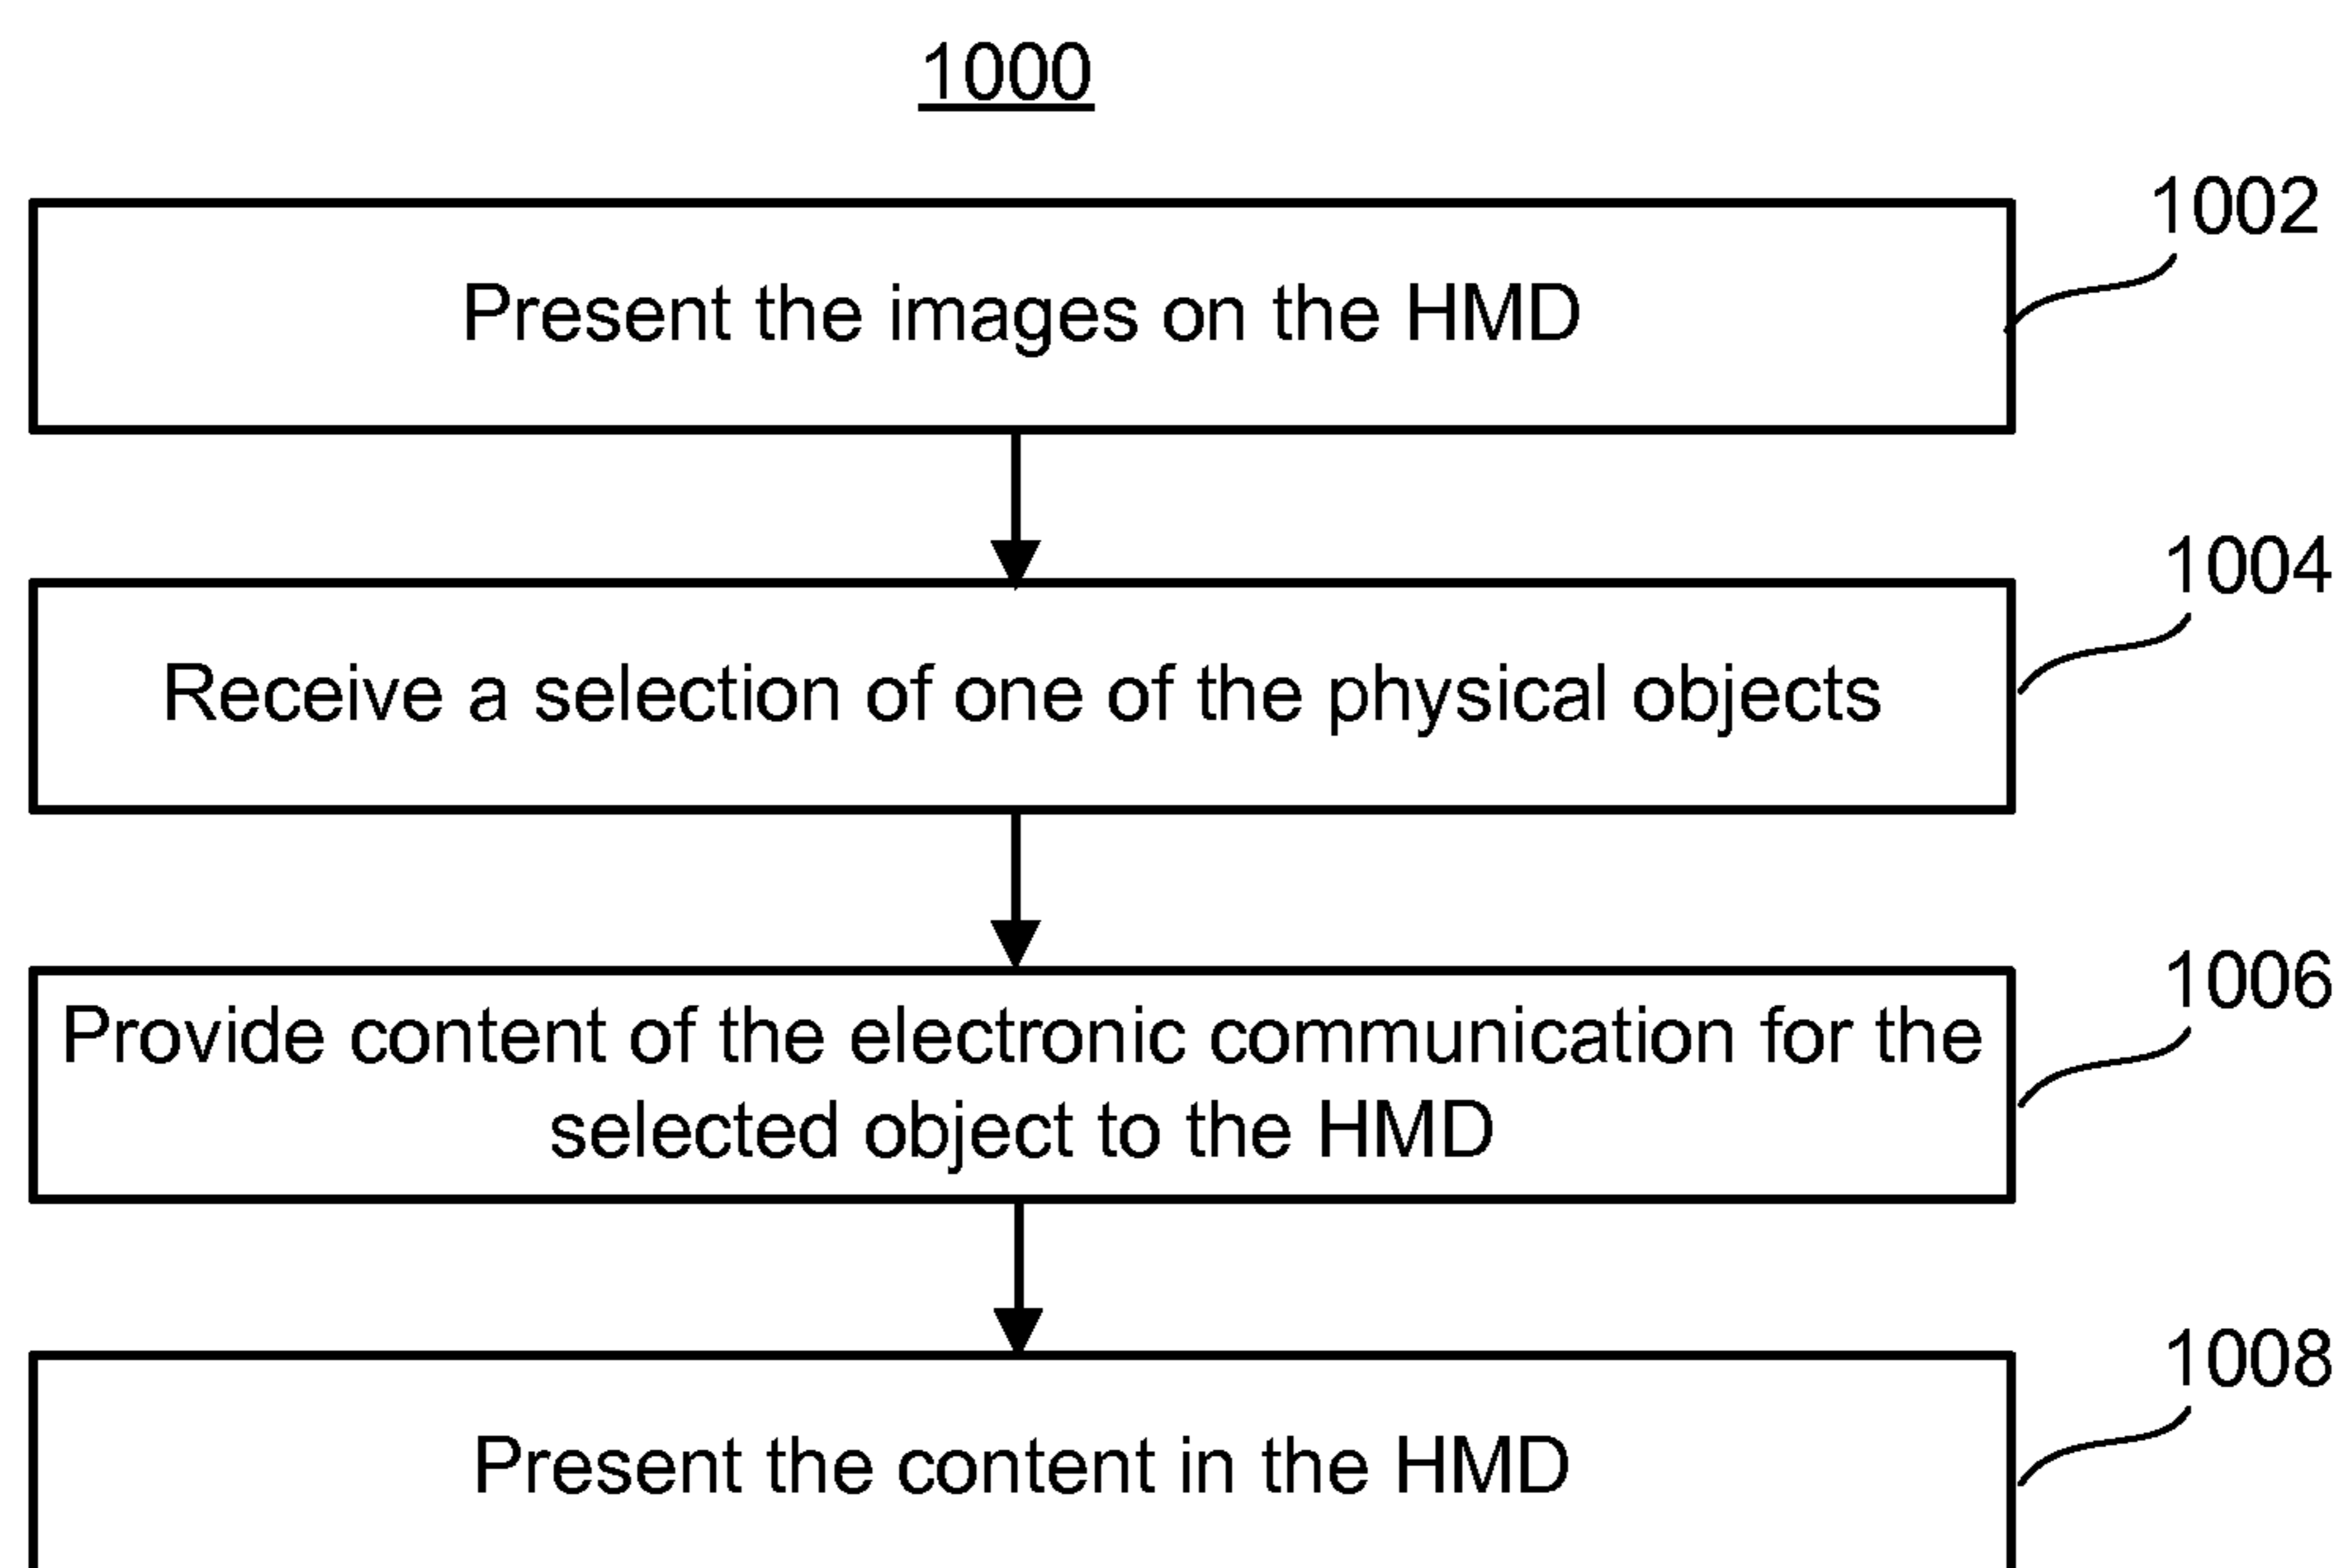 1000
1002
Present the images on the HMD
1004
Receive a selection of one of the physical objects
1006
Provide content of the electronic communication for the
selected object to the HMD
1008
Present the content in the HMD